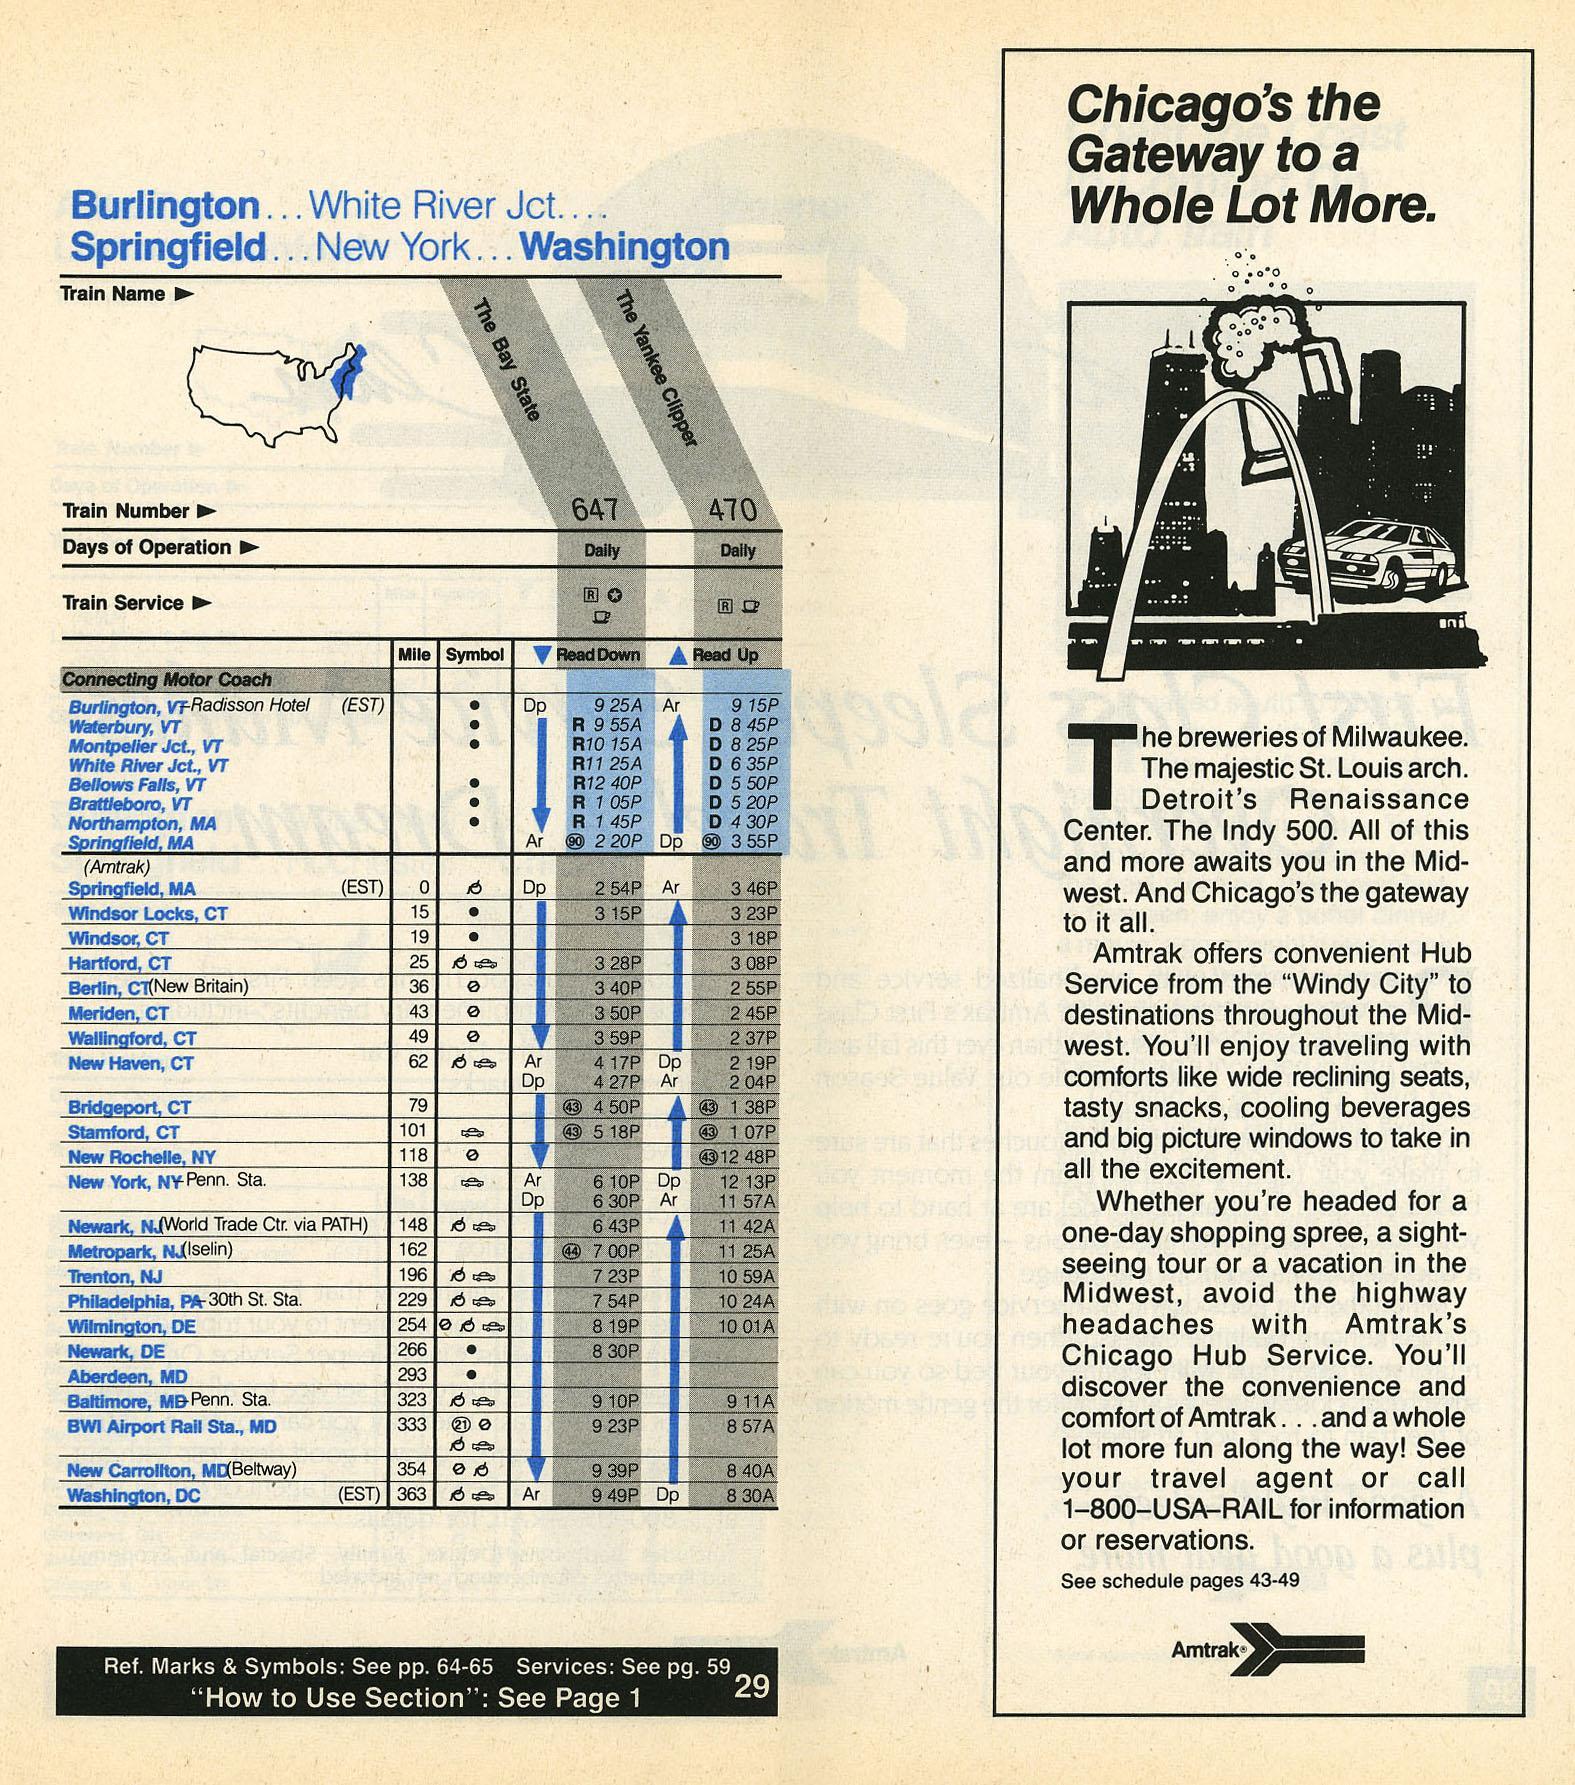 Burlington...White River Jct....
Springfield...New York...Washington
Train Name ►
The Bay State
The Yankee Clipper
Train Number ► 647 470
Days of Operation ► Daily Daily
Train Service ► R R
Mile Symbol ▼ Read Down ▲ Read Up
Connecting Motor Coach
Burlington, VT–Radisson Hotel (EST) ● Dp 9 25A Ar 9 15P
Waterbury, VT ● R 9 55A D 8 45P
Montpelier Jct., VT ● R10 15A D 8 25P
White River Jct., VT R11 25A D 6 35P
Bellows Falls, VT ● R12 40P D 5 50P
Brattleboro, VT ● R 1 05P D 5 20P
Northampton, MA ● R 1 45P D 4 30P
Springfield, MA Ar 90 2 20P Dp 90 3 55P
(Amtrak)
Springfield, MA (EST) 0 Dp 2 54P Ar 3 46P
Windsor Locks, CT 15 ● 3 15P 3 23P
Windsor, CT 19 ● 3 18P
Hartford, CT 25 3 28P 3 08P
Berlin, CT (New Britain) 36 3 40P 2 55P
Meriden, CT 43 3 50P 2 45P
Wallingford, CT 49 3 59P 2 37P
New Haven, CT 62 Ar 4 17P Dp 2 19P
Dp 4 27P Ar 2 04P
Bridgeport, CT 79 43 4 50P 43 1 38P
Stamford, CT 101 43 5 18P 43 1 07P
New Rochelle, NY 118 43 12 48P
New York, NY–Penn. Sta. 138 Ar 6 10P Dp 12 13P
Dp 6 30P Ar 11 57A
Newark, NJ (World Trade Ctr. via PATH) 148 6 43P 11 42A
Metropark, NJ (Iselin) 162 44 7 00P 11 25A
Trenton, NJ 196 7 23P 10 59A
Philadelphia, PA–30th St. Sta. 229 7 54P 10 24A
Wilmington, DE 254 8 19P 10 01A
Newark, DE 266 ● 8 30P
Aberdeen, MD 293 ●
Baltimore, MD–Penn. Sta. 323 9 10P 9 11A
BWI Airport Rail Sta., MD 333 21 9 23P 8 57A
New Carrollton, MD (Beltway) 354 9 39P 8 40A
Washington, DC (EST) 363 Ar 9 49P Dp 8 30A
Ref. Marks & Symbols: See pp. 64-65 Services: See pg. 59
"How to Use Section": See Page 1
29
Chicago's the
Gateway to a
Whole Lot More.
The breweries of Milwaukee.
The majestic St. Louis arch.
Detroit's Renaissance
Center. The Indy 500. All of this
and more awaits you in the Mid-
west. And Chicago's the gateway
to it all.
Amtrak offers convenient Hub
Service from the "Windy City" to
destinations throughout the Mid-
west. You'll enjoy traveling with
comforts like wide reclining seats,
tasty snacks, cooling beverages
and big picture windows to take in
all the excitement.
Whether you're headed for a
one-day shopping spree, a sight-
seeing tour or a vacation in the
Midwest, avoid the highway
headaches with Amtrak's
Chicago Hub Service. You'll
discover the convenience and
comfort of Amtrak...and a whole
lot more fun along the way! See
your travel agent or call
1–800–USA–RAIL for information
or reservations.
See schedule pages 43-49
Amtrak®